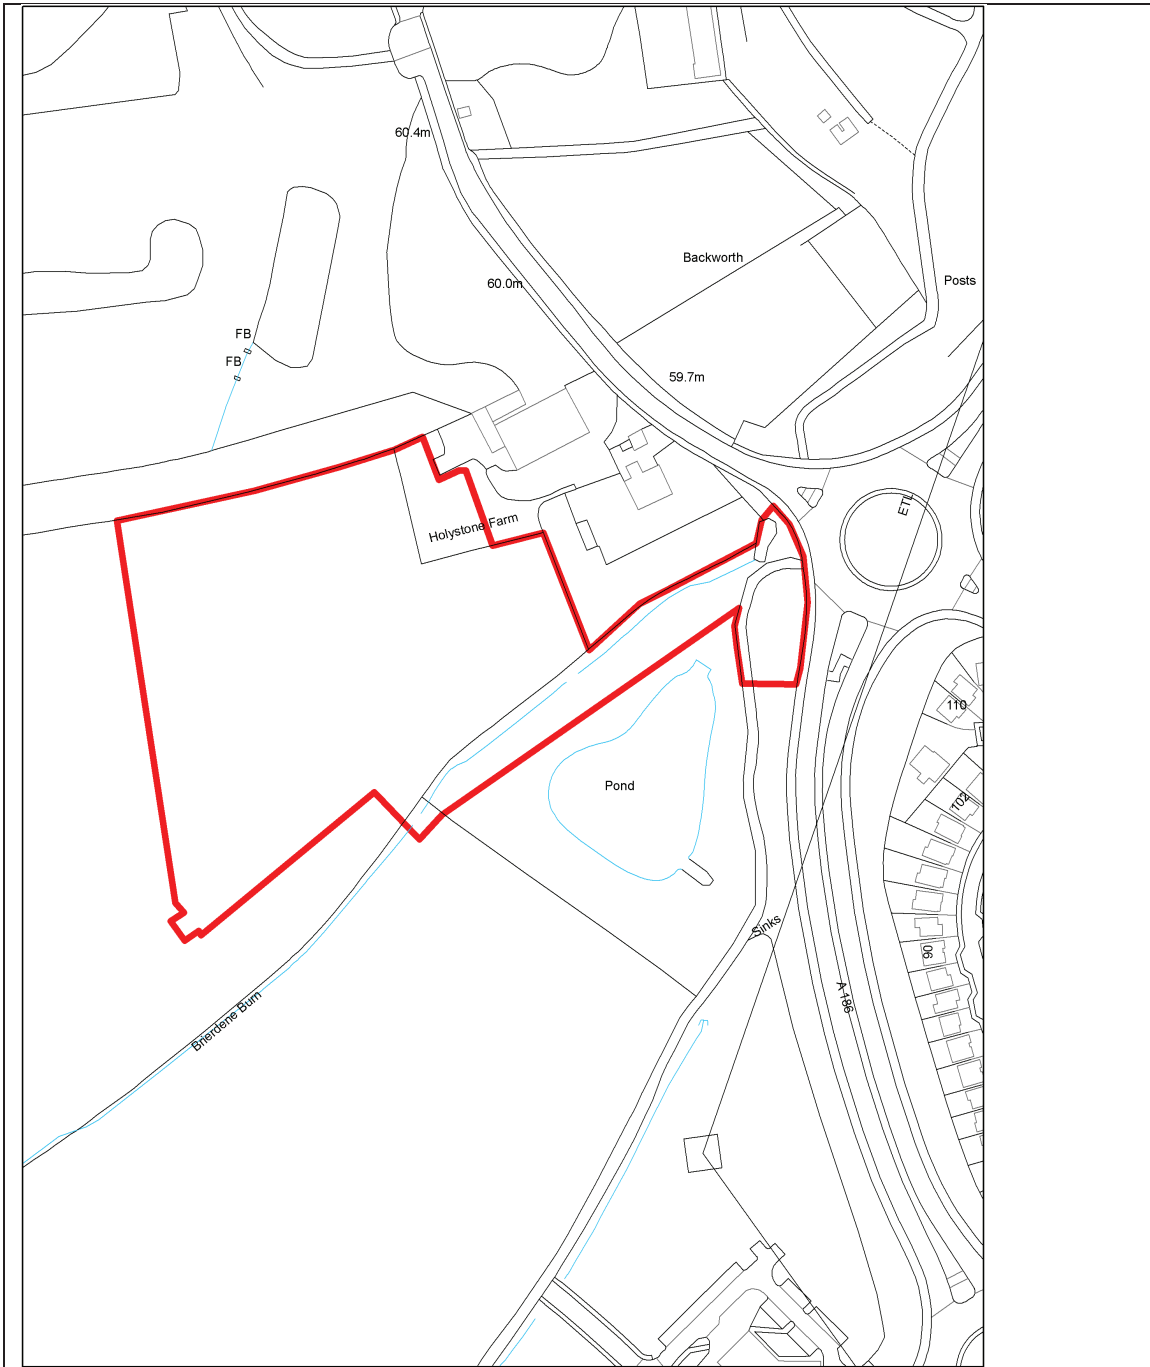 60.4m
Backworth
Posts
60.0m
FB
FB
59.7m
ETL
Holystone Farm
110
Pond
102
Sinks
90
A 186
Brierdene Burn